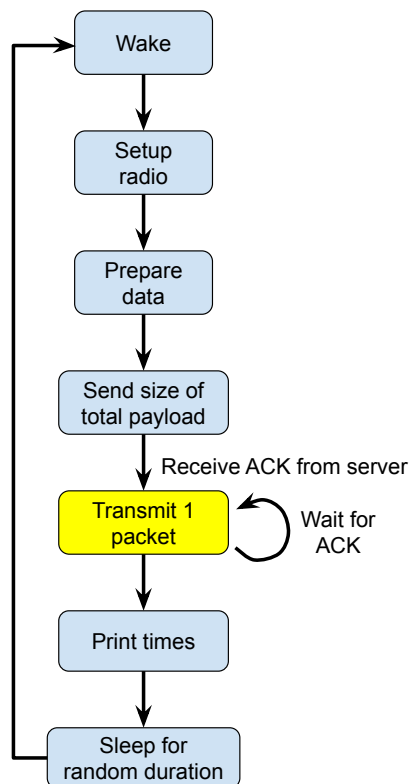 Wake
Setup
radio
Prepare
data
Send size of
total payload
Receive ACK from server
Transmit 1
packet
Wait for
ACK
Print times
Sleep for
random duration